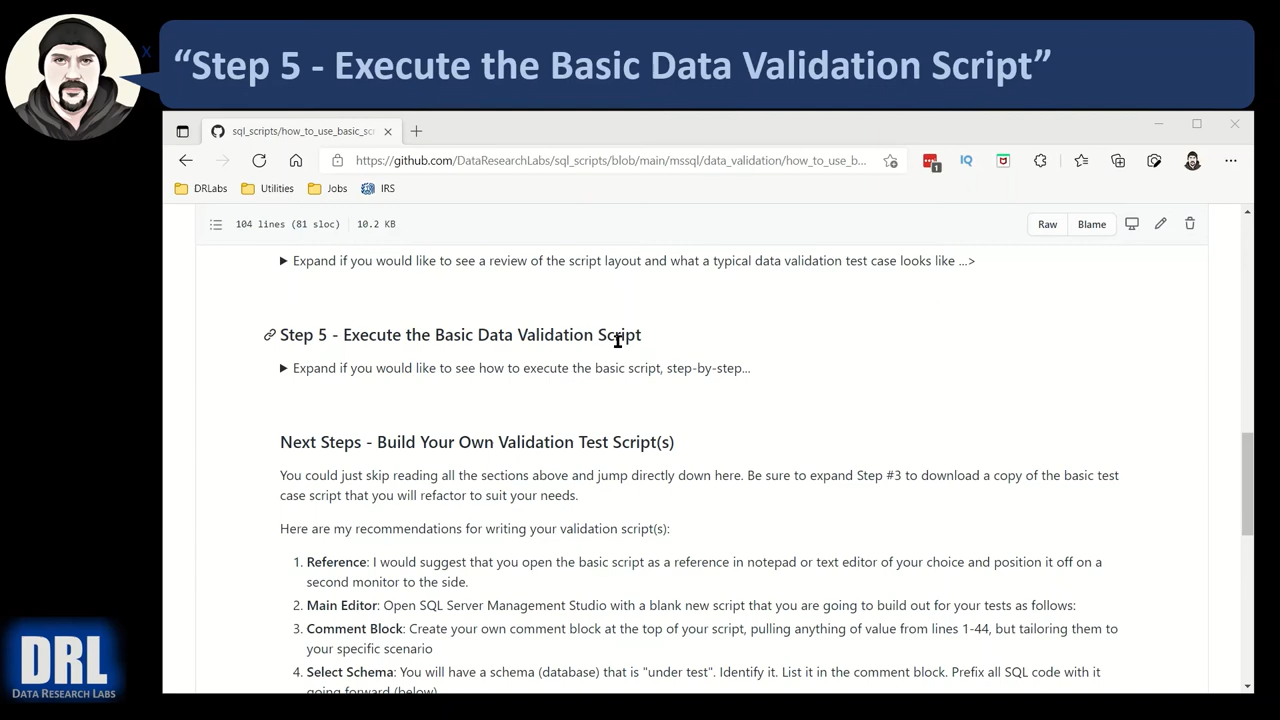 “Step 5 - Execute the Basic Data Validation Script”
X
sql_scripts/how_to_use_basic_scr
https://github.com/DataResearchLabs/sql_scripts/blob/main/mssql/data_validation/how_to_use_b...
1
IQ
DRLabs
Utilities
Jobs
IRS
104 lines (81 sloc)
10.2 KB
Raw
Blame
Expand if you would like to see a review of the script layout and what a typical data validation test case looks like ...>
Step 5 - Execute the Basic Data Validation Script
Expand if you would like to see how to execute the basic script, step-by-step...
Next Steps - Build Your Own Validation Test Script(s)
You could just skip reading all the sections above and jump directly down here. Be sure to expand Step #3 to download a copy of the basic test
case script that you will refactor to suit your needs.
Here are my recommendations for writing your validation script(s):
1. Reference: I would suggest that you open the basic script as a reference in notepad or text editor of your choice and position it off on a
second monitor to the side.
2. Main Editor: Open SQL Server Management Studio with a blank new script that you are going to build out for your tests as follows:
3. Comment Block: Create your own comment block at the top of your script, pulling anything of value from lines 1-44, but tailoring them to
your specific scenario
4. Select Schema: You will have a schema (database) that is "under test". Identify it. List it in the comment block. Prefix all SQL code with it
going forward (below)
DRL
DATA RESEARCH LABS